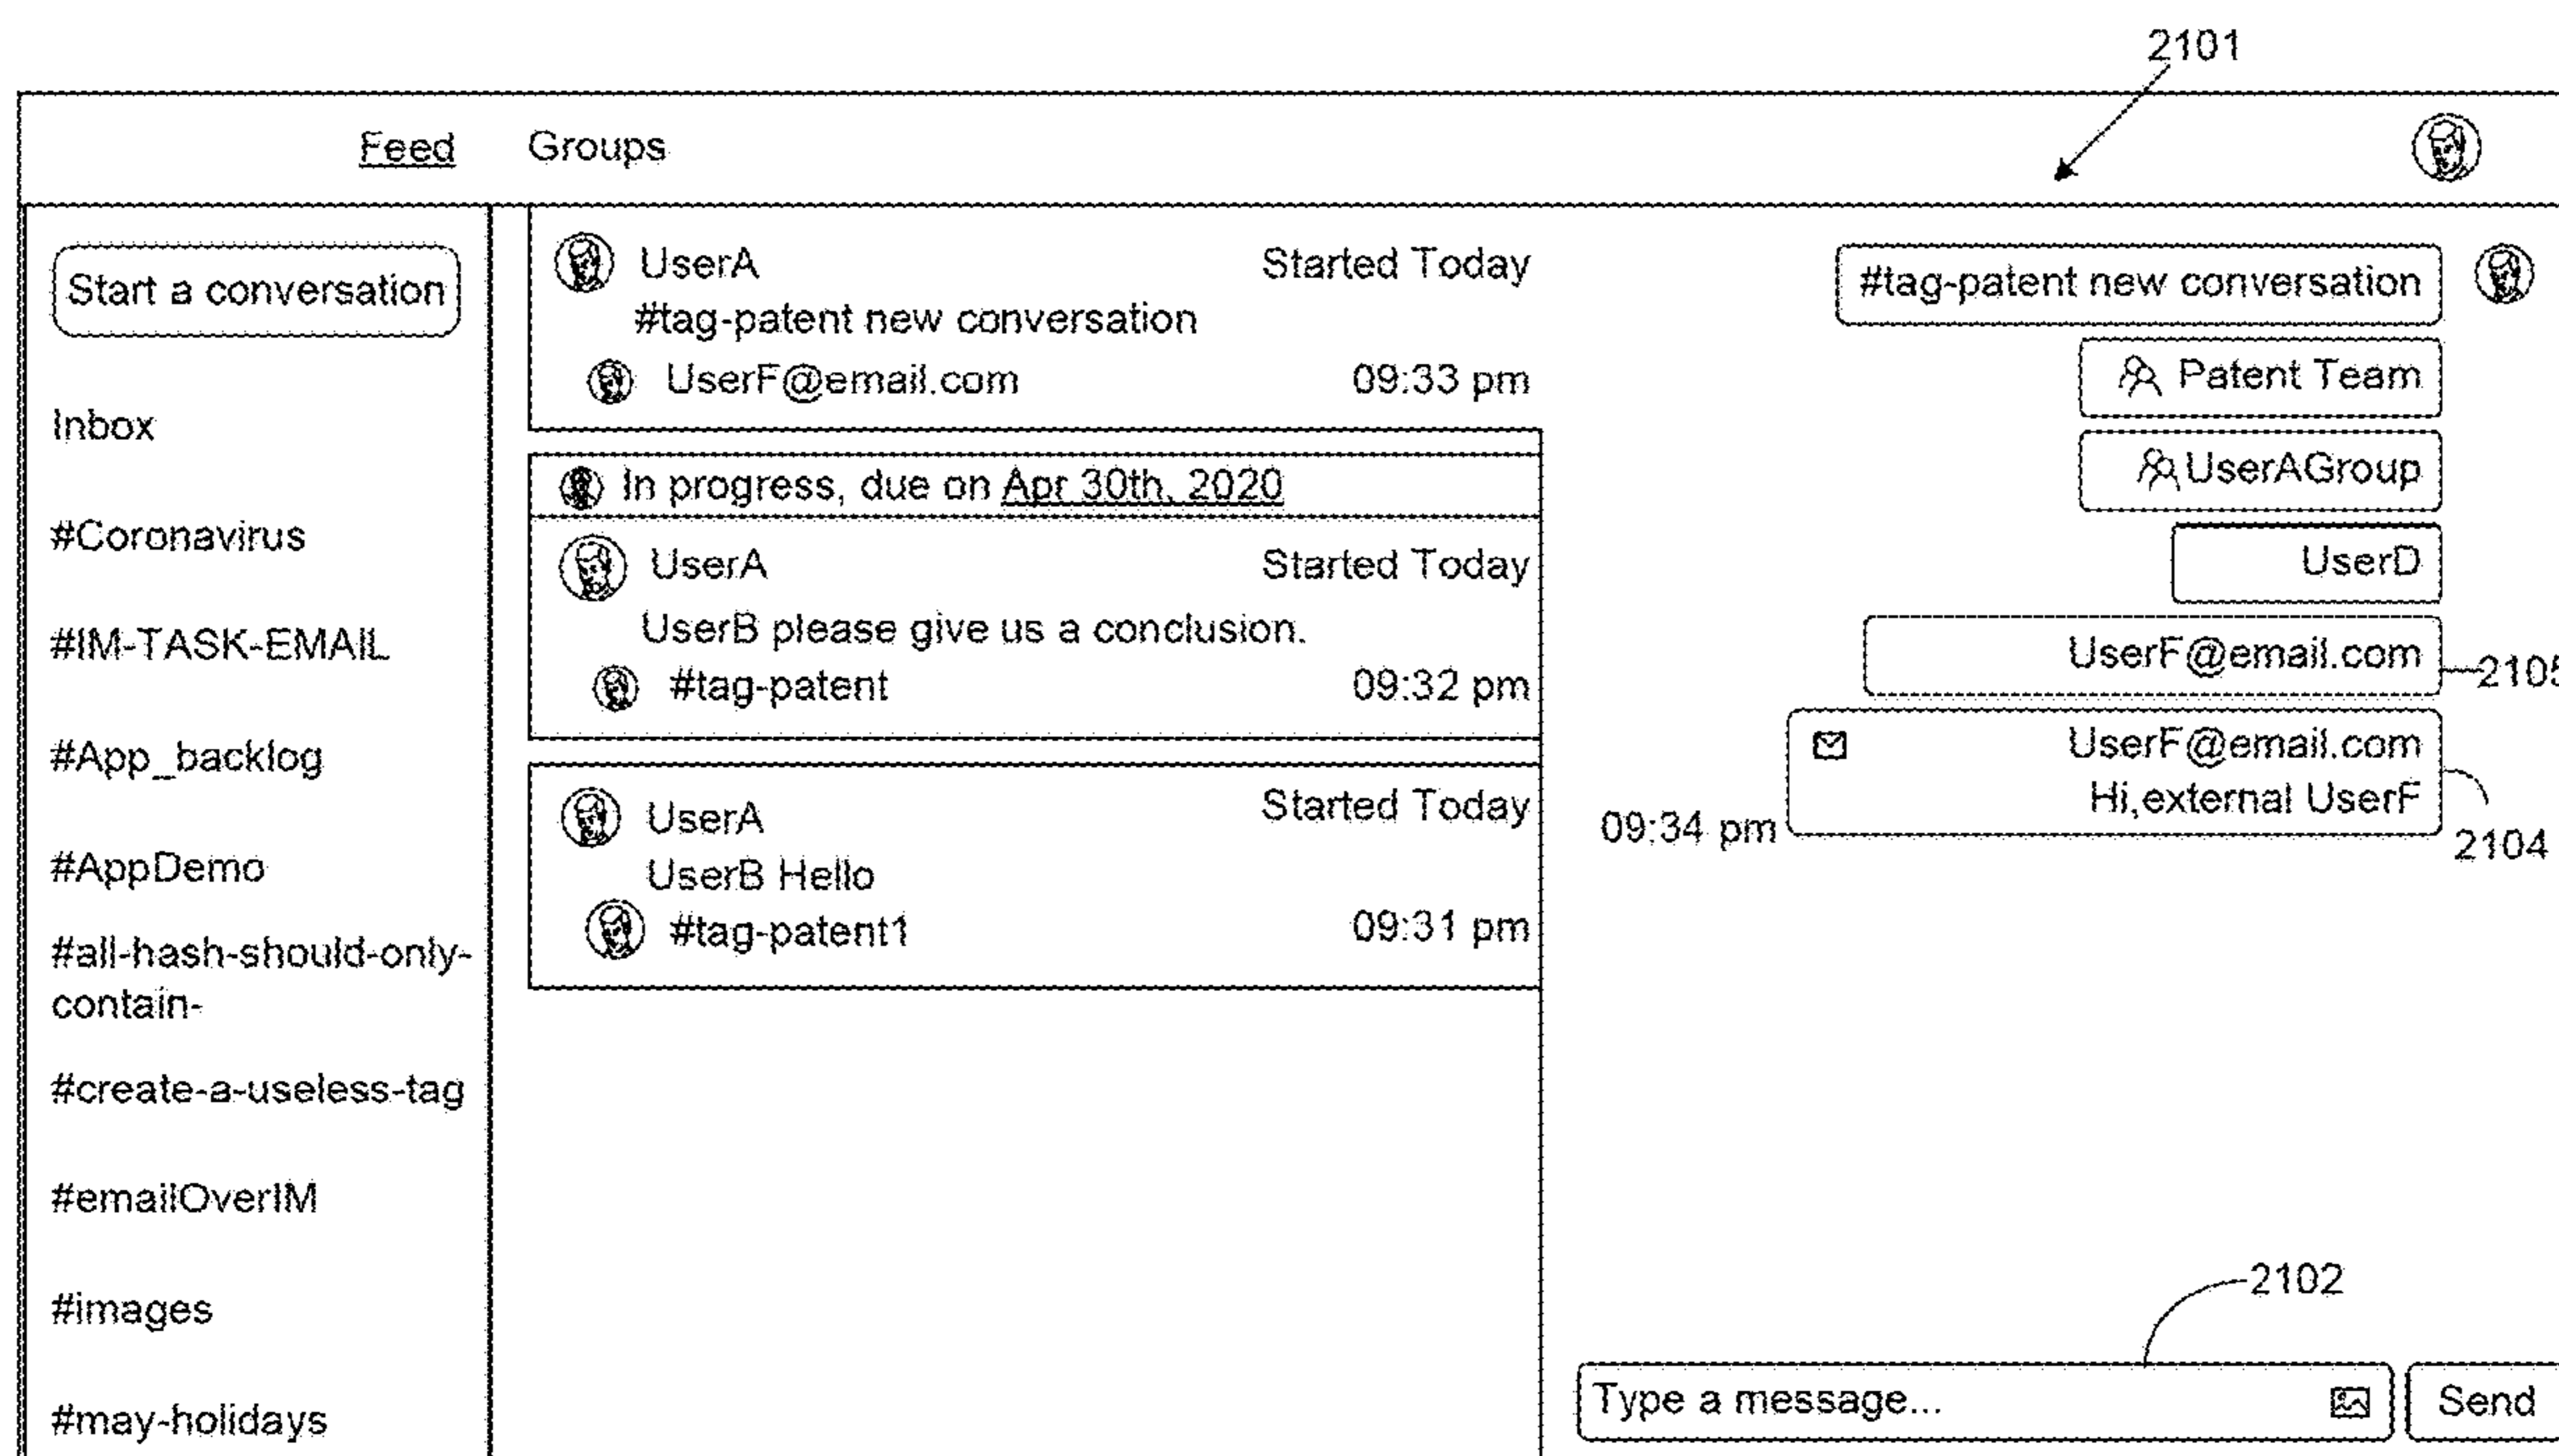 2101
Feed Groups
Start a conversation
Inbox
#Coronavirus
#IM-TASK-EMAIL
#App_backlog
#AppDemo
#all-hash-should-only-
contain-
#create-a-useless-tag
#emailOverIM
#images
#may-holidays
UserA Started Today
#tag-patent new conversation
UserF@email.com 09:33 pm
In progress, due on Apr 30th, 2020
UserA Started Today
UserB please give us a conclusion.
#tag-patent 09:32 pm
UserA Started Today
UserB Hello
#tag-patent1 09:31 pm
#tag-patent new conversation
Patent Team
UserAGroup
UserD
UserF@email.com
2105
UserF@email.com
Hi,external UserF
09:34 pm
2104
2102
Type a message...
Send